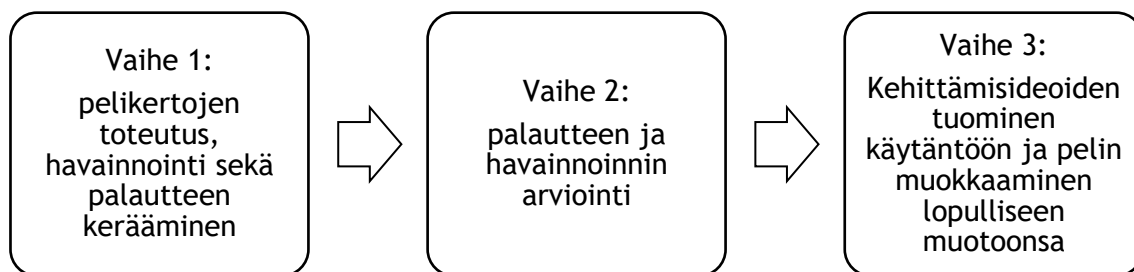 Vaihe 1:
pelikertojen
toteutus,
havainnointi sekä
palautteen
kerääminen
Vaihe 2:
palautteen ja
havainnoinnin
arviointi
Vaihe 3:
Kehittämisideoiden
tuominen
käytäntöön ja pelin
muokkaaminen
lopulliseen
muotoonsa